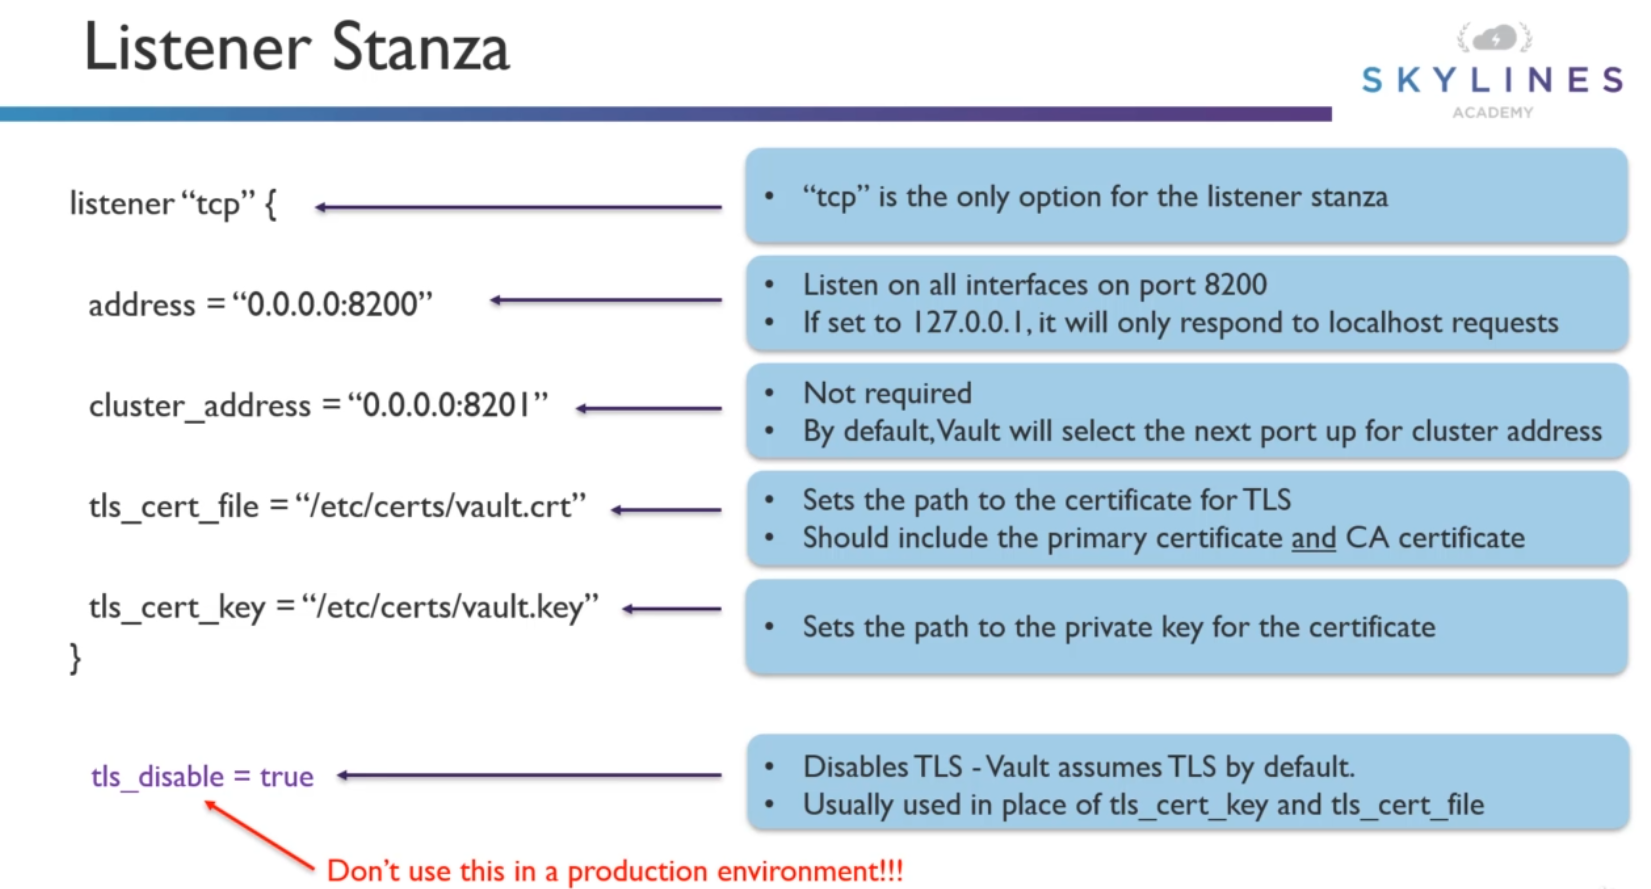 Listener Stanza
SKYLINES
ACADEMY
listener “tcp” {
• “tcp” is the only option for the listener stanza
address = “0.0.0.0:8200”
• Listen on all interfaces on port 8200
• If set to 127.0.0.1, it will only respond to localhost requests
cluster_address = “0.0.0.0:8201”
• Not required
• By default, Vault will select the next port up for cluster address
tls_cert_file = “/etc/certs/vault.crt”
• Sets the path to the certificate for TLS
• Should include the primary certificate and CA certificate
tls_cert_key = “/etc/certs/vault.key”
• Sets the path to the private key for the certificate
}
tls_disable = true
• Disables TLS - Vault assumes TLS by default.
• Usually used in place of tls_cert_key and tls_cert_file
Don’t use this in a production environment!!!